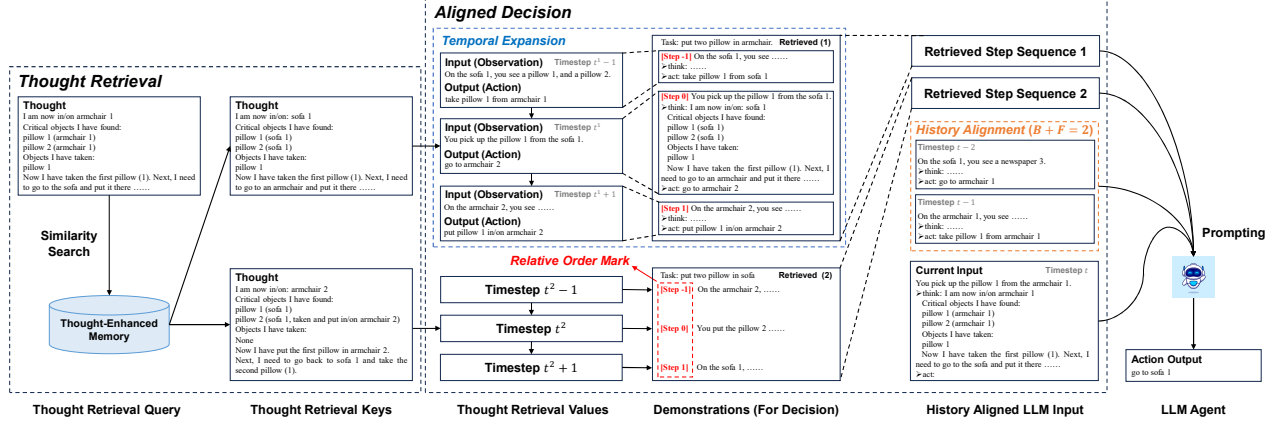 Aligned Decision
Thought Retrieval
Thought
I am now in/on armchair 1
Critical objects I have found:
pillow 1 (armchair 1)
pillow 2 (armchair 1)
Objects I have taken:
pillow 1
Now I have taken the first pillow (1). Next, I need
to go to the sofa and put it there ……
Similarity
Search
Thought-Enhanced
Memory
Thought
I am now in/on: sofa 1
Critical objects I have found:
pillow 1 (sofa 1)
pillow 2 (sofa 1)
Objects I have taken:
pillow 1
Now I have taken the first pillow (1). Next, I need
to go to an armchair and put it there ……
Thought
I am now in/on: armchair 2
Critical objects I have found:
pillow 1 (sofa 1)
pillow 2 (sofa 1, taken and put in/on armchair 2)
Objects I have taken:
None
Now I have put the first pillow in armchair 2.
Next, I need to go back to sofa 1 and take the
second pillow (1).
Temporal Expansion
Input (Observation) Timestep t¹ − 1
On the sofa 1, you see a pillow 1, and a pillow 2.
Output (Action)
take pillow 1 from armchair 1
Input (Observation) Timestep t¹
You pick up the pillow 1 from the sofa 1.
Output (Action)
go to armchair 2
Input (Observation) Timestep t¹ + 1
On the armchair 2, you see ……
Output (Action)
put pillow 1 in/on armchair 2
Relative Order Mark
Timestep t² − 1
Timestep t²
Timestep t² + 1
Task: put two pillow in armchair. Retrieved (1)
[Step -1] On the sofa 1, you see ……
➢think: ……
➢act: take pillow 1 from sofa 1
[Step 0] You pick up the pillow 1 from the sofa 1.
➢think: I am now in/on: sofa 1
Critical objects I have found:
pillow 1 (sofa 1)
pillow 2 (sofa 1)
Objects I have taken:
pillow 1
Now I have taken the first pillow (1). Next, I
need to go to an armchair and put it there ……
➢act: go to armchair 2
[Step 1] On the armchair 2, you see ……
➢think: ……
➢act: put pillow 1 in/on armchair 2
Task: put two pillow in sofa Retrieved (2)
[Step -1] On the armchair 2, ……
[Step 0] You put the pillow 2 ……
[Step 1] On the sofa 1, ……
Retrieved Step Sequence 1
Retrieved Step Sequence 2
History Alignment (B + F = 2)
Timestep t−2
On the sofa 1, you see a newspaper 3.
➢think: ……
➢act: go to armchair 1
Timestep t−1
On the armchair 1, you see ……
➢think: ……
➢act: take pillow 1 from armchair 1
Current Input Timestep t
You pick up the pillow 1 from the armchair 1.
➢think: I am now in/on armchair 1
Critical objects I have found:
pillow 1 (armchair 1)
pillow 2 (armchair 1)
Objects I have taken:
pillow 1
Now I have taken the first pillow (1). Next, I
need to go to the sofa and put it there ……
➢act:
Prompting
Action Output
go to sofa 1
Thought Retrieval Query
Thought Retrieval Keys
Thought Retrieval Values
Demonstrations (For Decision)
History Aligned LLM Input
LLM Agent